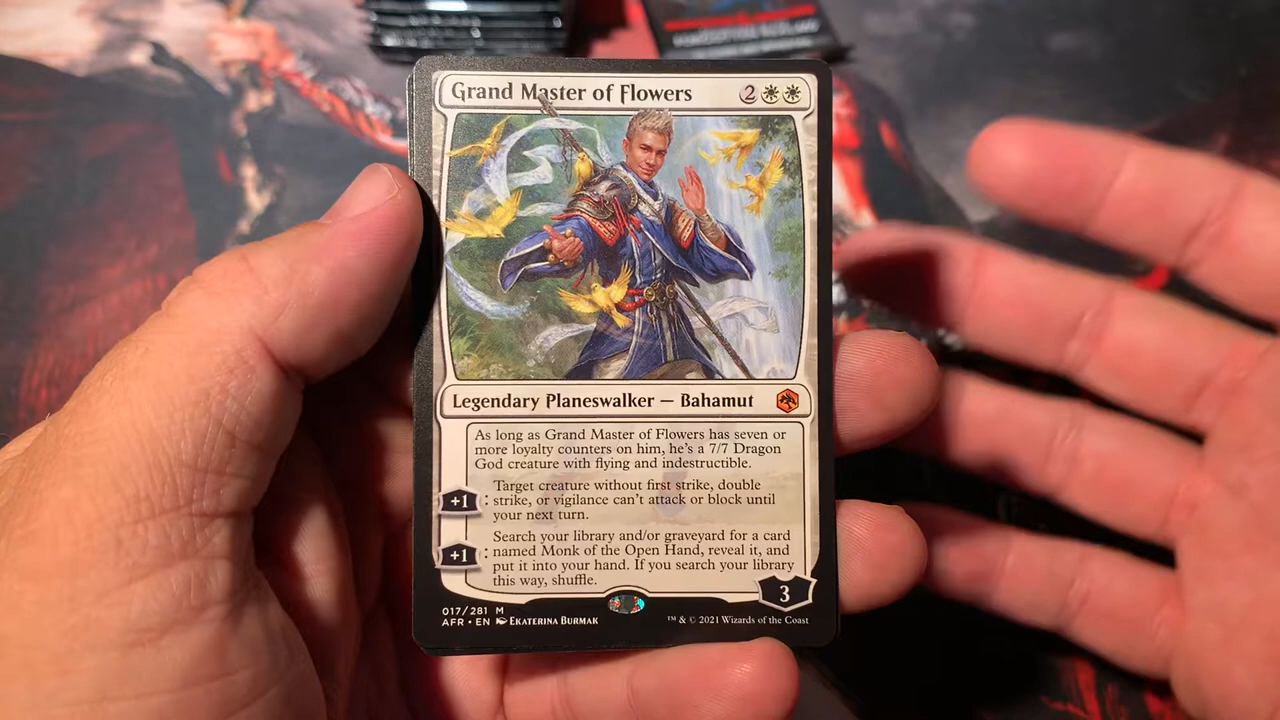 FORGOTTEN REALMS
Grand Master of Flowers 2
Legendary Planeswalker — Bahamut
As long as Grand Master of Flowers has seven or
more loyalty counters on him, he's a 7/7 Dragon
God creature with flying and indestructible.
Target creature without first strike, double
+1 : strike, or vigilance can't attack or block until
your next turn.
Search your library and/or graveyard for a card
+1 : named Monk of the Open Hand, reveal it, and
put it into your hand. If you search your library
this way, shuffle.
3
017/281 M
AFR • EN EKATERINA BURMAK
™ & © 2021 Wizards of the Coast